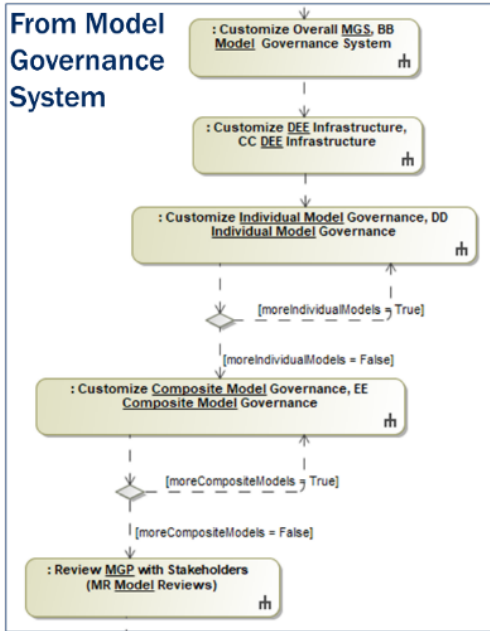 From Model
Governance
System
: Customize Overall MGS, BB
Model Governance System
: Customize DEE Infrastructure,
CC DEE Infrastructure
: Customize Individual Model Governance, DD
Individual Model Governance
[moreIndividualModels = True]
[moreIndividualModels = False]
: Customize Composite Model Governance, EE
Composite Model Governance
[moreCompositeModels = True]
[moreCompositeModels = False]
: Review MGP with Stakeholders
(MR Model Reviews)